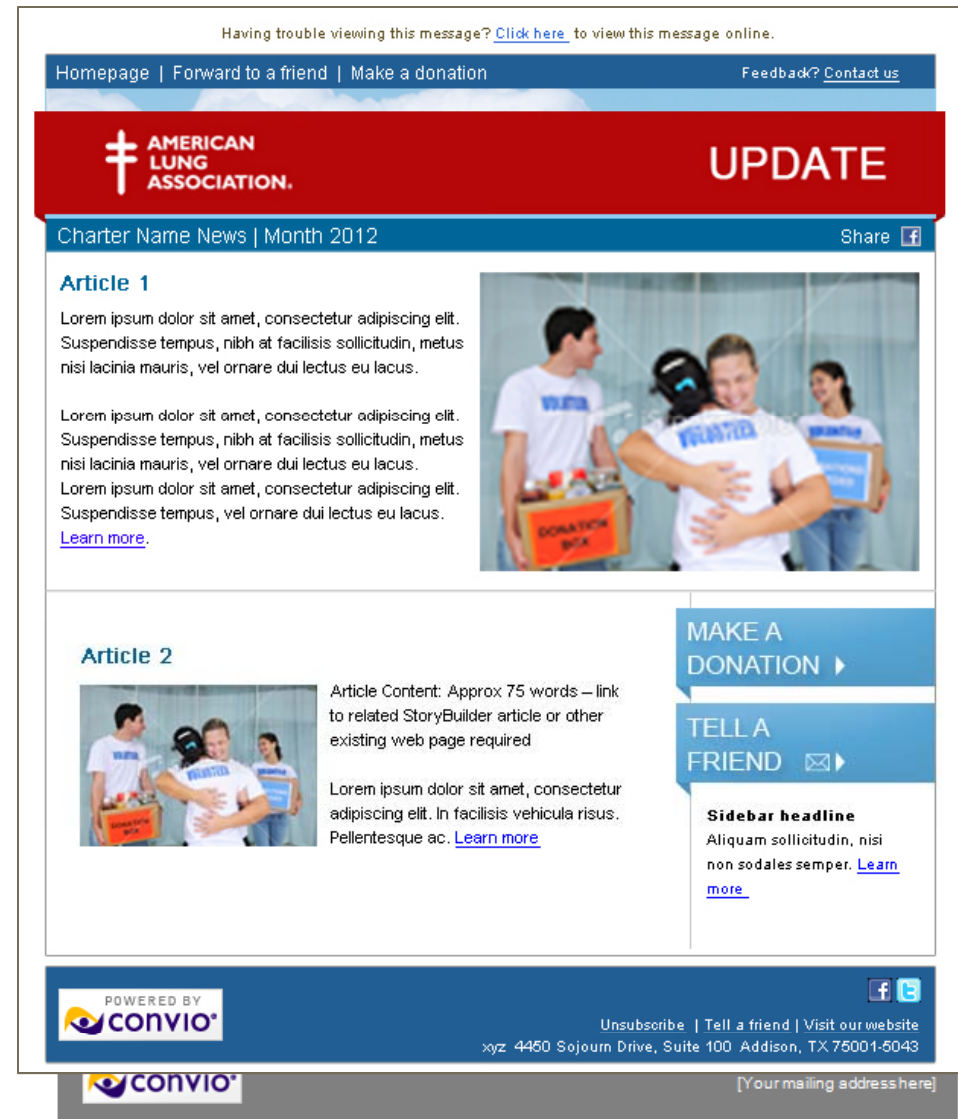 Having trouble viewing this message? Click here to view this message online.
Homepage | Forward to a friend | Make a donation
Feedback? Contact us
AMERICAN
LUNG
ASSOCIATION.
UPDATE
Charter Name News | Month 2012
Share
Article 1
Lorem ipsum dolor sit amet, consectetur adipiscing elit.
Suspendisse tempus, nibh at facilisis sollicitudin, metus
nisi lacinia mauris, vel ornare dui lectus eu lacus.
Lorem ipsum dolor sit amet, consectetur adipiscing elit.
Suspendisse tempus, nibh at facilisis sollicitudin, metus
nisi lacinia mauris, vel ornare dui lectus eu lacus.
Lorem ipsum dolor sit amet, consectetur adipiscing elit.
Suspendisse tempus, vel ornare dui lectus eu lacus.
Learn more.
VOLUNTEER
VOLUNTEER
VOLUNTEER
DONATION
BOX
Article 2
Article Content: Approx 75 words – link
to related StoryBuilder article or other
existing web page required
Lorem ipsum dolor sit amet, consectetur
adipiscing elit. In facilisis vehicula risus.
Pellentesque ac. Learn more
VOLUNTEER
DONATION
BOX
MAKE A
DONATION
TELL A
FRIEND
Sidebar headline
Aliquam sollicitudin, nisi
non sodales semper. Learn
more
POWERED BY
convio
Unsubscribe | Tell a friend | Visit our website
xyz 4450 Sojourn Drive, Suite 100 Addison, TX 75001-5043
convio
[Your mailing address here]